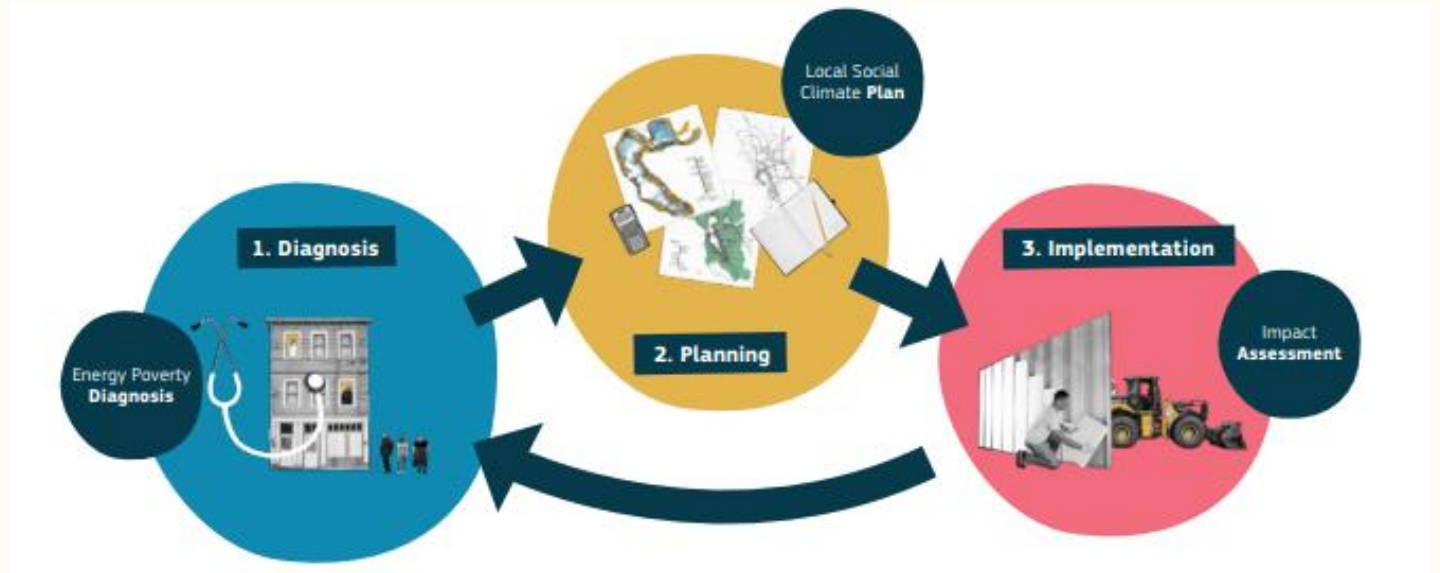 1. Diagnosis
Energy Poverty
Diagnosis
Local Social
Climate Plan
2. Planning
3. Implementation
Impact
Assessment